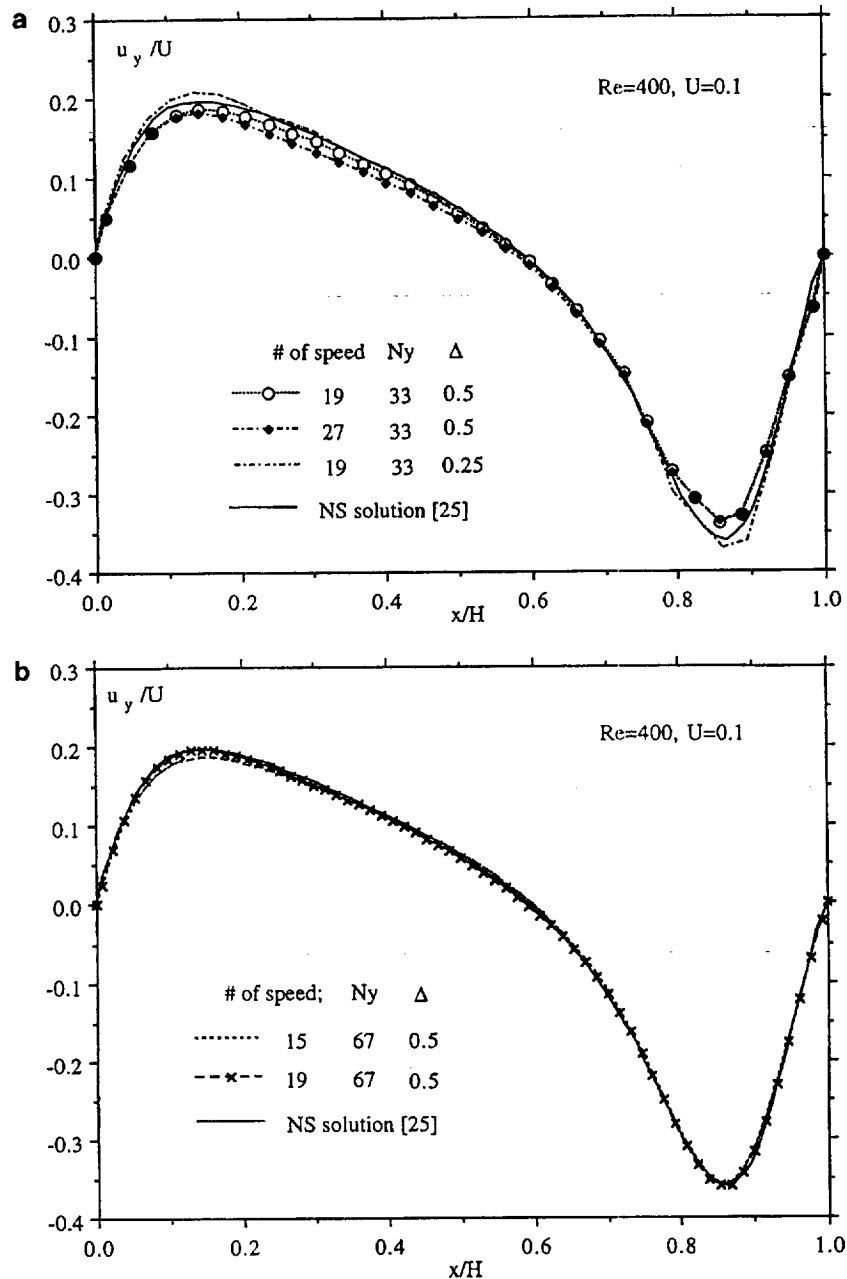 a
0.3
u y /U
Re=400, U=0.1
0.2
0.1
0.0
-0.1
# of speed Ny Δ
19 33 0.5
-0.2
27 33 0.5
19 33 0.25
-0.3
NS solution [25]
-0.4
0.0 0.2 0.4 0.6 0.8 1.0
x/H
b
0.3
u y /U
Re=400, U=0.1
0.2
0.1
0.0
-0.1
# of speed; Ny Δ
15 67 0.5
-0.2
19 67 0.5
NS solution [25]
-0.3
-0.4
0.0 0.2 0.4 0.6 0.8 1.0
x/H